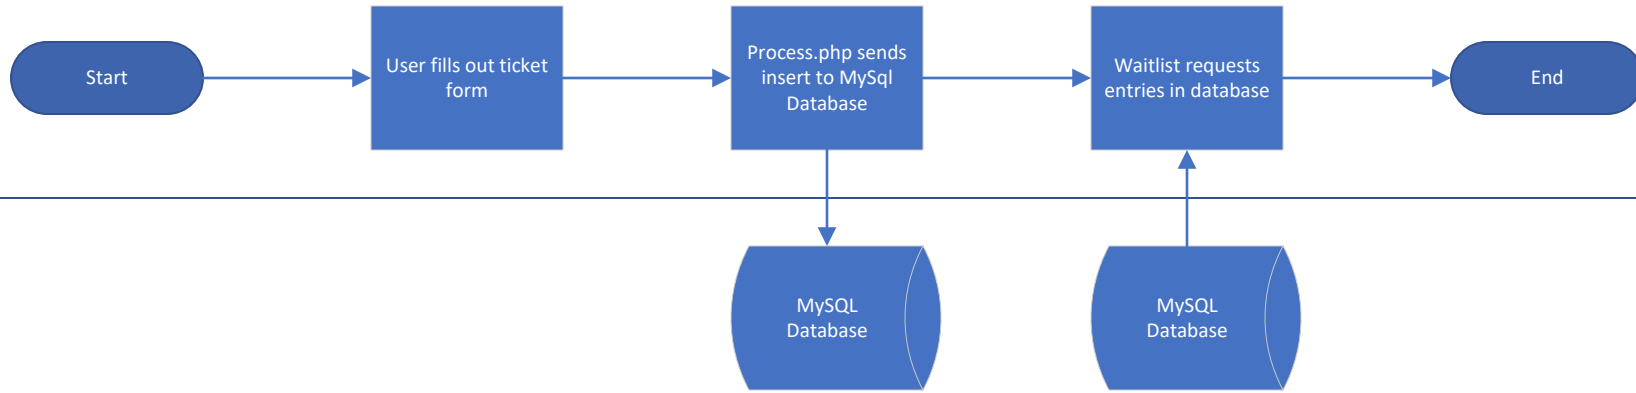 Start
User fills out ticket
form
Process.php sends
insert to MySql
Database
Waitlist requests
entries in database
End
MySQL
Database
MySQL
Database